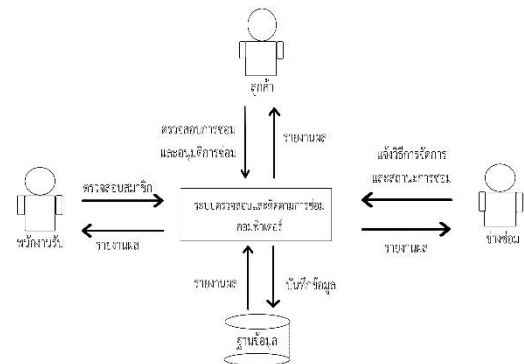 ลูกค้า
ตรวจสอบการซ่อม
และอนุมัติการซ่อม
รายงานผล
แจ้งวิธีการจัดการ
และสถานะการซ่อม
ตรวจสอบสมาชิก
ระบบตรวจสอบและติดตามการซ่อม
คอมพิวเตอร์
พนักงานรับ
รายงานผล
ช่างซ่อม
รายงานผล
รายงานผล
บันทึกข้อมูล
ฐานข้อมูล